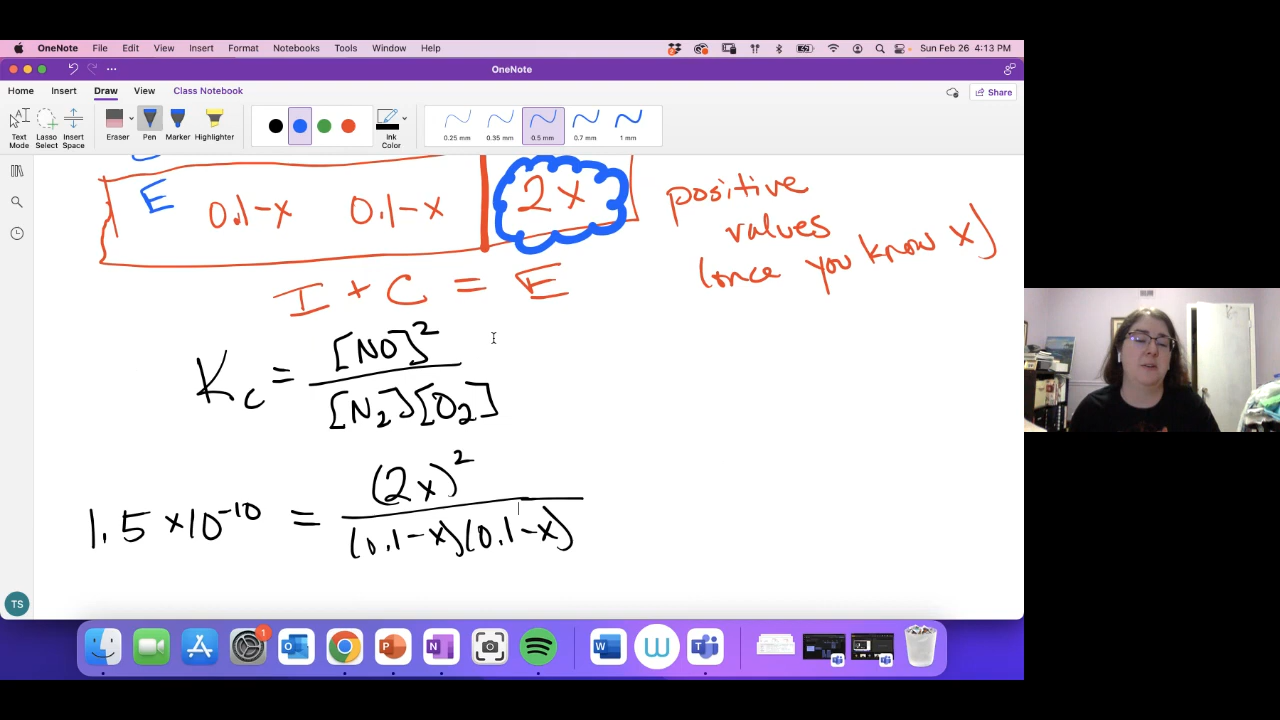 OneNote File Edit View Insert Format Notebooks Tools Window Help Sun Feb 26 4:13 PM
OneNote
Home Insert Draw View Class Notebook Share
Text Mode Lasso Select Insert Space Eraser Pen Marker Highlighter Ink Color 0.25 mm 0.35 mm 0.5 mm 0.7 mm 1 mm
E 0.1-x 0.1-x 2x
positive
values
(once you know x)
I + C = E
Kc = [NO]² / [N₂][O₂]
1.5 ×10⁻¹⁰ = (2x)² / (0.1-x)(0.1-x)
TS
1